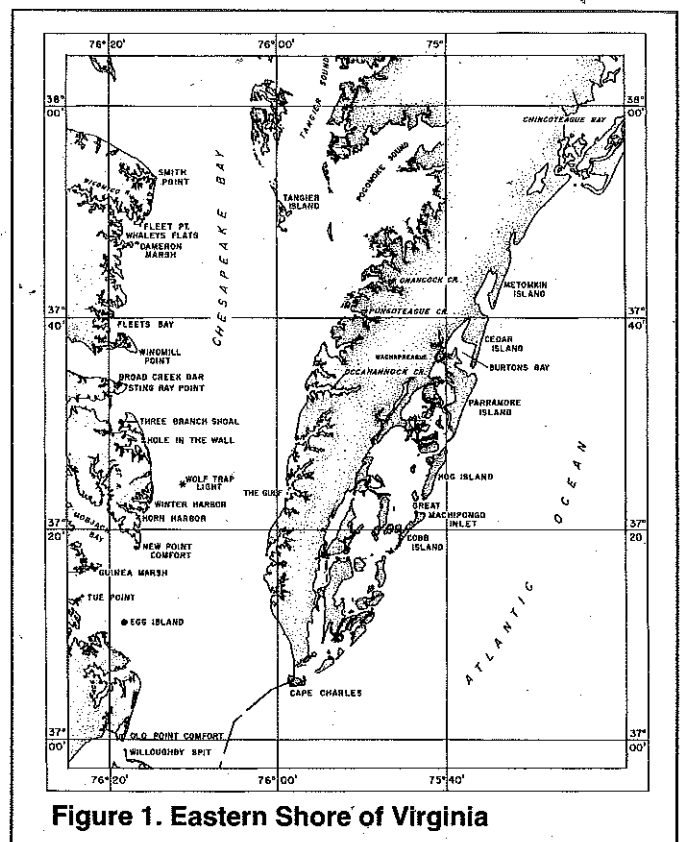 76°20' 76°00' 75°
38°
00'
38°
00'
TANGIER SOUND
CHINCOTEAGUE BAY
POCOMOKE SOUND
SMITH
POINT
CHESAPEAKE BAY
TANGIER
ISLAND
FLEET PT.
WHALEYS FLATS
CAMERON
MARSH
ONANCOCK CR.
METOMKIN
ISLAND
PUNGOTEAGUE CR.
37°
40'
37°
40'
FLEETS BAY
CEDAR
ISLAND
WINDMILL
POINT
WACHAPREAGUE
BURTONS BAY
OCCAHANNOCK CR.
BROAD CREEK BAR
STING RAY POINT
PARRAMORE
ISLAND
THREE BRANCH SHOAL
HOLE IN THE WALL
HOG ISLAND
WOLF TRAP
LIGHT
THE GULF
WINTER HARBOR
GREAT
MACHIPONGO
INLET
HORN HARBOR
MOBJACK
BAY
37°
20'
37°
20'
COBB
ISLAND
NEW POINT
COMFORT
GUINEA MARSH
TUE POINT
EGG ISLAND
ATLANTIC OCEAN
CAPE CHARLES
OLD POINT COMFORT
37°
00'
37°
00'
WILLOUGHBY SPIT
76°20' 76°00' 75°40'
Figure 1. Eastern Shore of Virginia